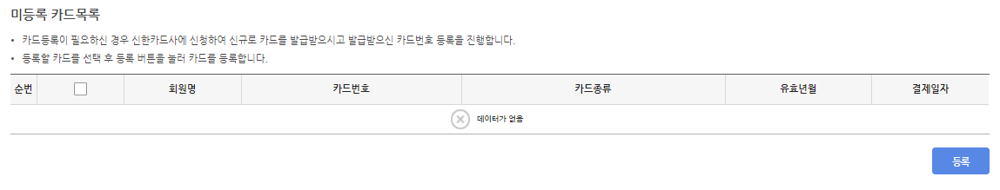 미등록 카드목록
• 카드등록이 필요하신 경우 신한카드사에 신청하여 신규로 카드를 발급받으시고 발급받으신 카드번호 등록을 진행합니다.
• 등록할 카드를 선택 후 등록 버튼을 눌러 카드를 등록합니다.
순번 회원명 카드번호 카드종류 유효년월 결제일자
데이터가 없음
등록